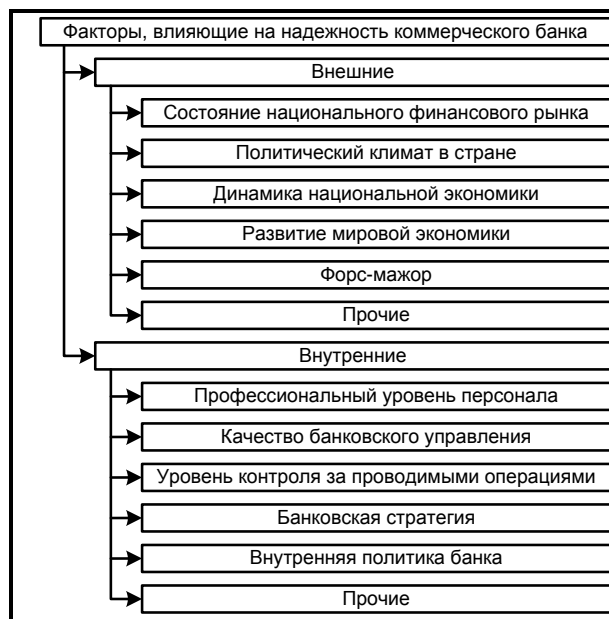 Факторы, влияющие на надежность коммерческого банка
Внешние
Состояние национального финансового рынка
Политический климат в стране
Динамика национальной экономики
Развитие мировой экономики
Форс-мажор
Прочие
Внутренние
Профессиональный уровень персонала
Качество банковского управления
Уровень контроля за проводимыми операциями
Банковская стратегия
Внутренняя политика банка
Прочие